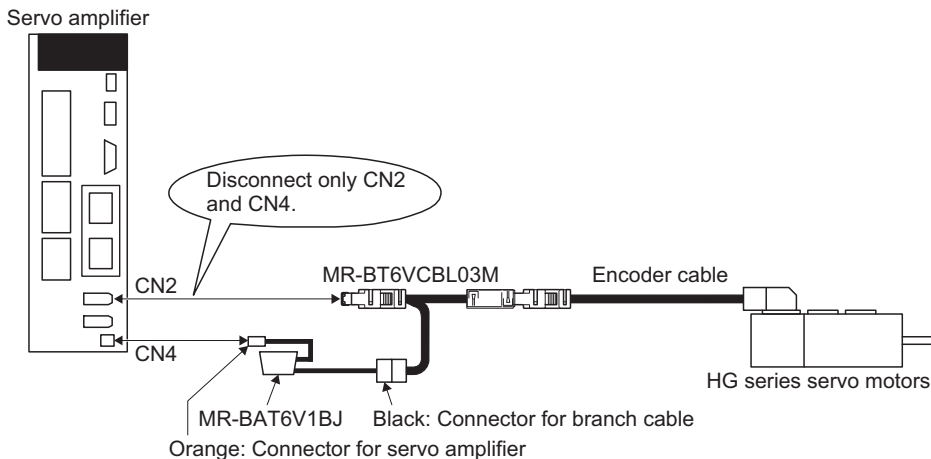 Servo amplifier
Disconnect only CN2
and CN4.
CN2
MR-BT6VCBL03M
Encoder cable
CN4
HG series servo motors
MR-BAT6V1BJ
Black: Connector for branch cable
Orange: Connector for servo amplifier